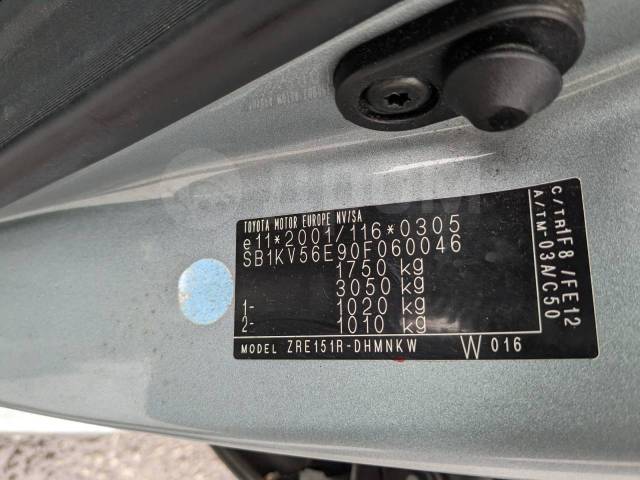 TOYOTA MOTOR EUROPE NV/SA
e11*2001/116*0305
SB1KV56E90F060046
1750 kg
3050 kg
1- 1020 kg
2- 1010 kg
MODEL ZRE151R-DHMNKW W 016
C/TR 1F8 /FE12
A/TM-03A/C50